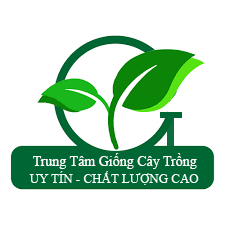 Trung Tâm Giống Cây Trồng
UY TÍN - CHẤT LƯỢNG CAO